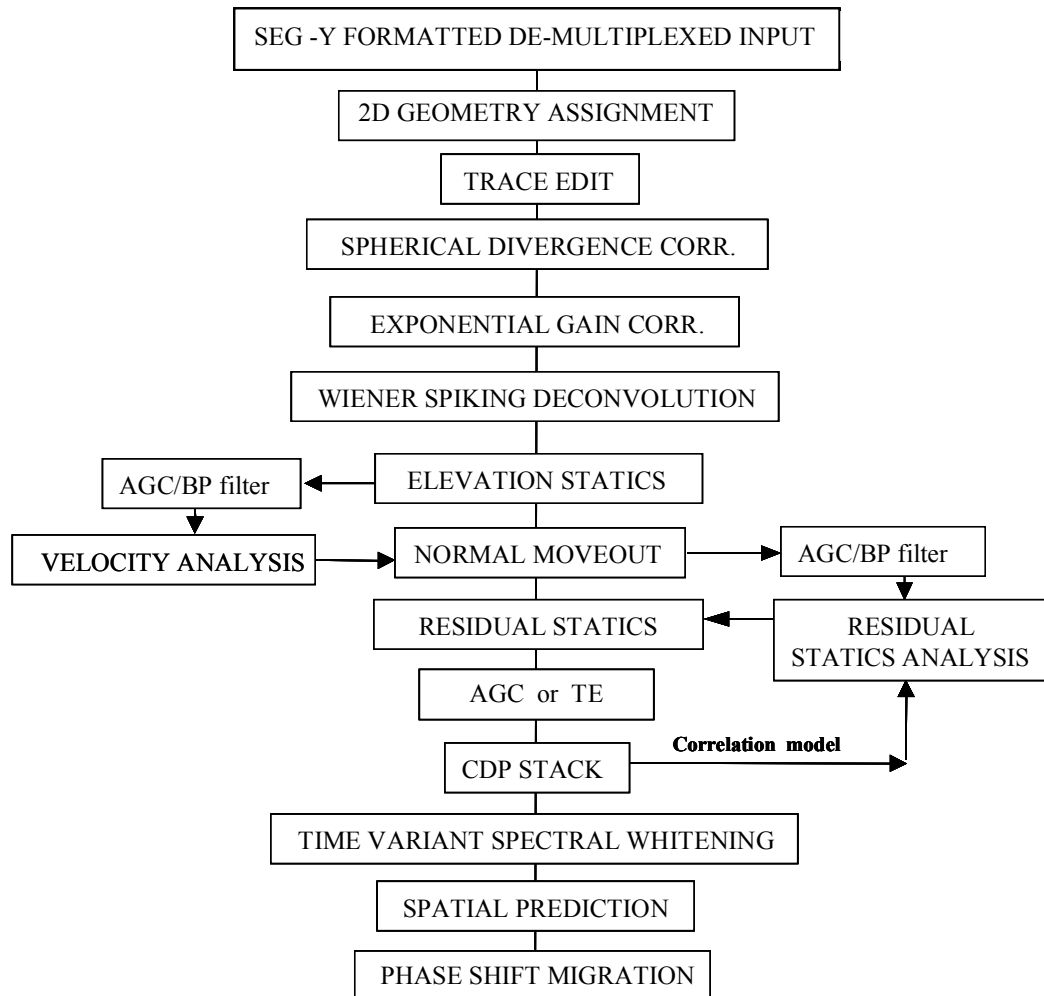 SEG -Y FORMATTED DE-MULTIPLEXED INPUT
2D GEOMETRY ASSIGNMENT
TRACE EDIT
SPHERICAL DIVERGENCE CORR.
EXPONENTIAL GAIN CORR.
WIENER SPIKING DECONVOLUTION
AGC/BP filter
ELEVATION STATICS
VELOCITY ANALYSIS
NORMAL MOVEOUT
AGC/BP filter
RESIDUAL STATICS
RESIDUAL
STATICS ANALYSIS
AGC or TE
Correlation model
CDP STACK
TIME VARIANT SPECTRAL WHITENING
SPATIAL PREDICTION
PHASE SHIFT MIGRATION